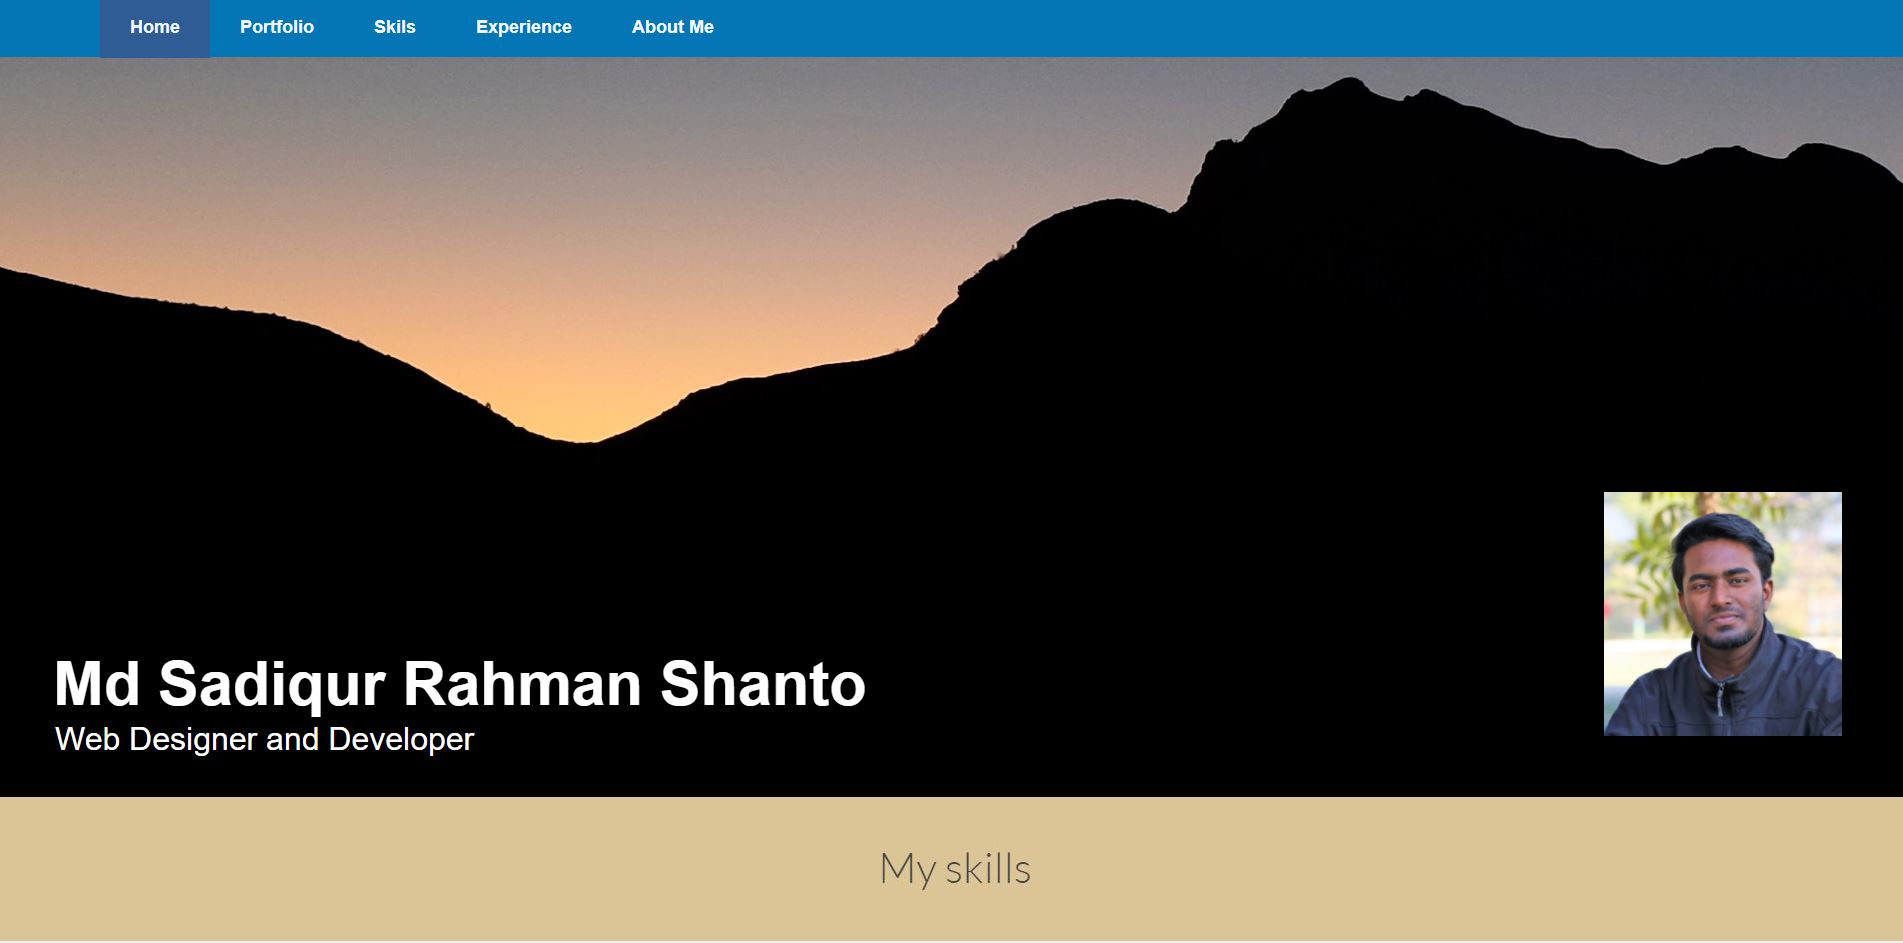 Home Portfolio Skils Experience About Me
Md Sadiqur Rahman Shanto
Web Designer and Developer
My skills